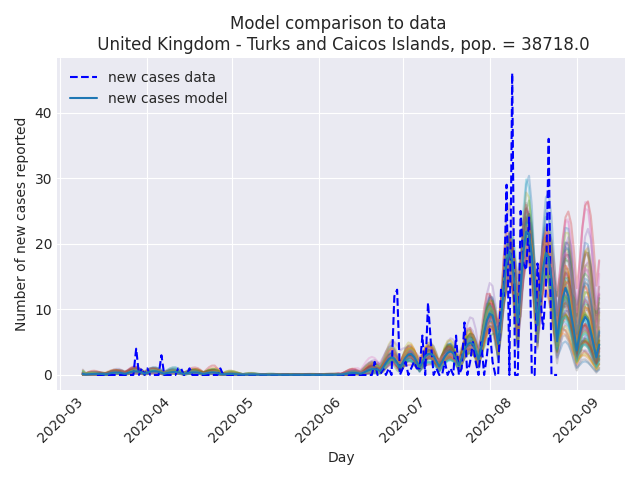 Model comparison to data
United Kingdom - Turks and Caicos Islands, pop. = 38718.0
new cases data
new cases model
Number of new cases reported
40
30
20
10
0
2020-03
2020-04
2020-05
2020-06
2020-07
2020-08
2020-09
Day